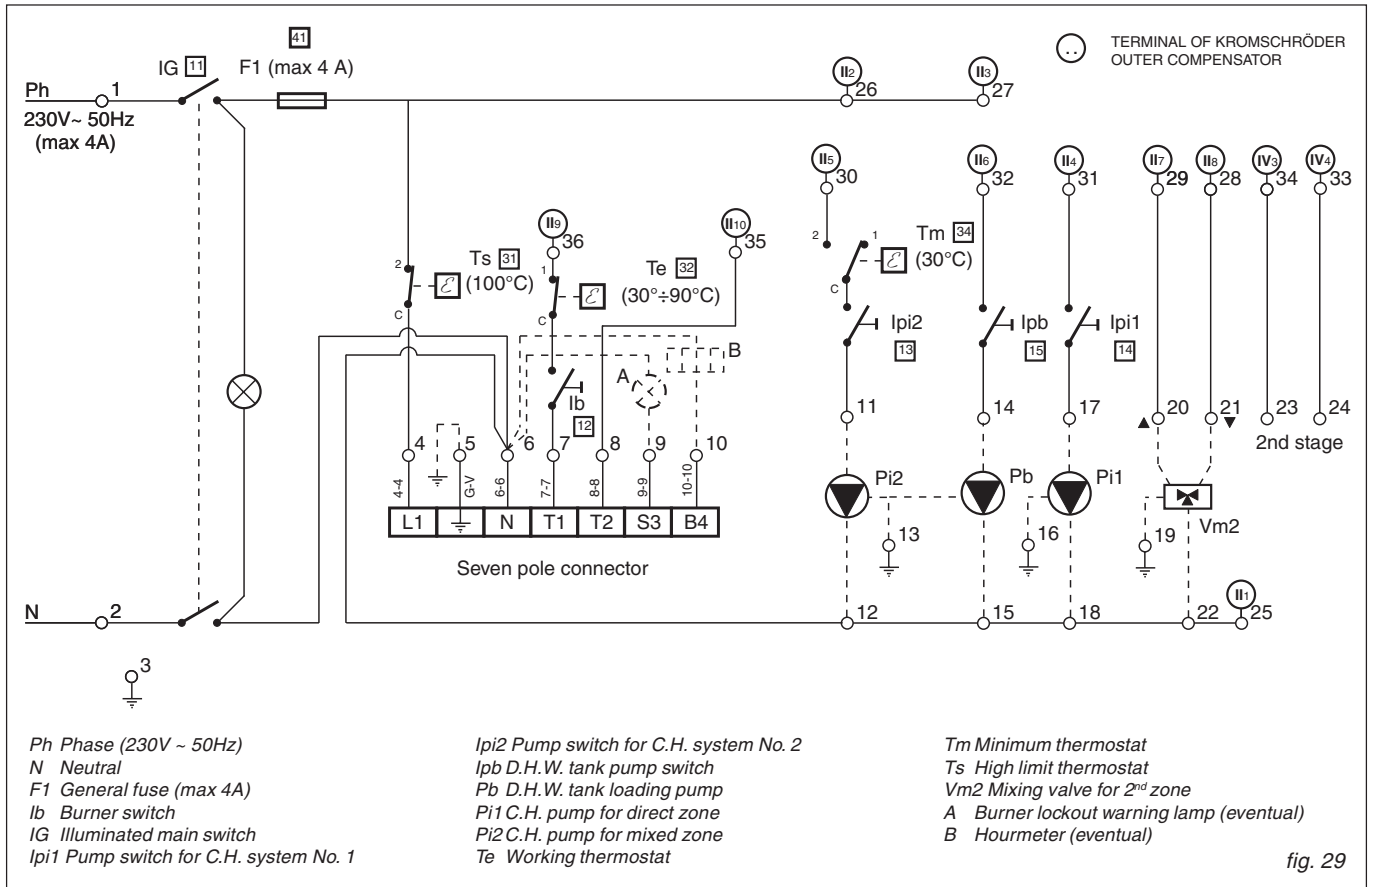 41
TERMINAL OF KROMSCHRÖDER
OUTER COMPENSATOR
..
IG 11
F1 (max 4 A)
II2
II3
Ph
1
26
27
230V~ 50Hz
(max 4A)
II5
II6
II4
II7
II8
IV3
IV4
30
32
31
29
28
34
33
II9
II10
36
35
2
1
Tm 34
(30°C)
C
2
Ts 31
(100°C)
C
1
Te 32
(30°÷90°C)
C
Ipi2
13
Ipb
15
Ipi1
14
B
A
Ib
12
11
14
17
20
21
23
24
2nd stage
4
5
6
7
8
9
10
4-4
G-V
6-6
7-7
8-8
9-9
10-10
L1
N
T1
T2
S3
B4
Pi2
Pb
Pi1
Vm2
13
16
19
Seven pole connector
N
2
12
15
18
22
II1
25
3
Ph Phase (230V ~ 50Hz)
N Neutral
F1 General fuse (max 4A)
Ib Burner switch
IG Illuminated main switch
Ipi1 Pump switch for C.H. system No. 1
Ipi2 Pump switch for C.H. system No. 2
Ipb D.H.W. tank pump switch
Pb D.H.W. tank loading pump
Pi1 C.H. pump for direct zone
Pi2 C.H. pump for mixed zone
Te Working thermostat
Tm Minimum thermostat
Ts High limit thermostat
Vm2 Mixing valve for 2nd zone
A Burner lockout warning lamp (eventual)
B Hourmeter (eventual)
fig. 29